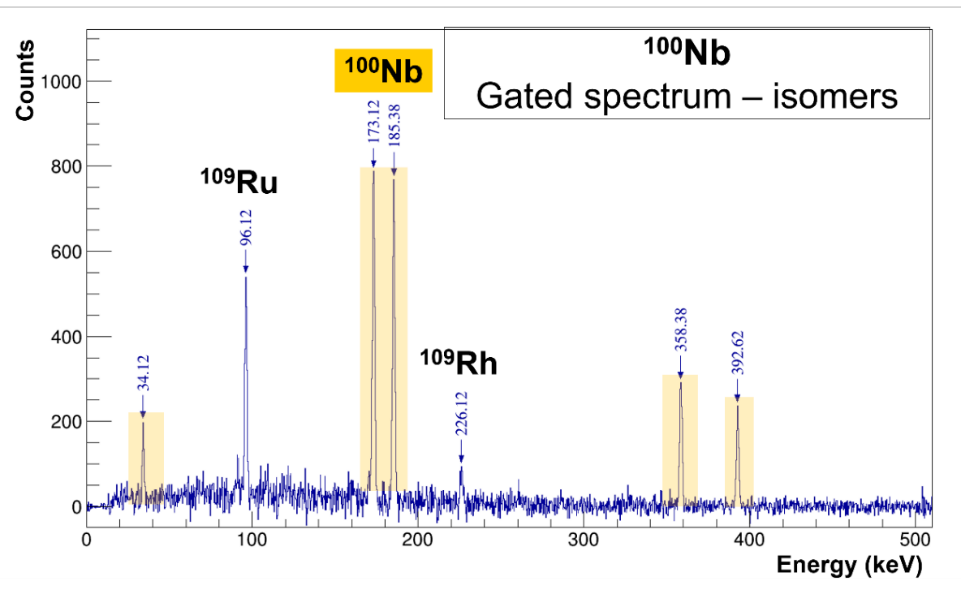 ¹⁰⁰Nb
Gated spectrum – isomers
Counts
¹⁰⁰Nb
1000
173.12
185.38
800
¹⁰⁹Ru
96.12
600
400
¹⁰⁹Rh
34.12
226.12
358.38
392.62
200
0
0 100 200 300 400 500
Energy (keV)